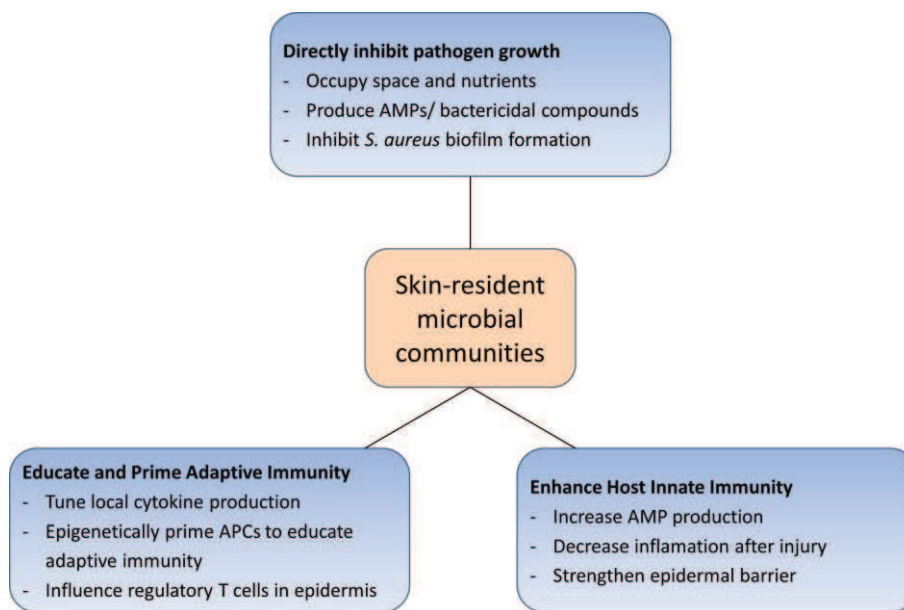 Directly inhibit pathogen growth
- Occupy space and nutrients
- Produce AMPs/ bactericidal compounds
- Inhibit S. aureus biofilm formation
Skin-resident
microbial
communities
Educate and Prime Adaptive Immunity
- Tune local cytokine production
- Epigenetically prime APCs to educate
adaptive immunity
- Influence regulatory T cells in epidermis
Enhance Host Innate Immunity
- Increase AMP production
- Decrease inflamation after injury
- Strengthen epidermal barrier